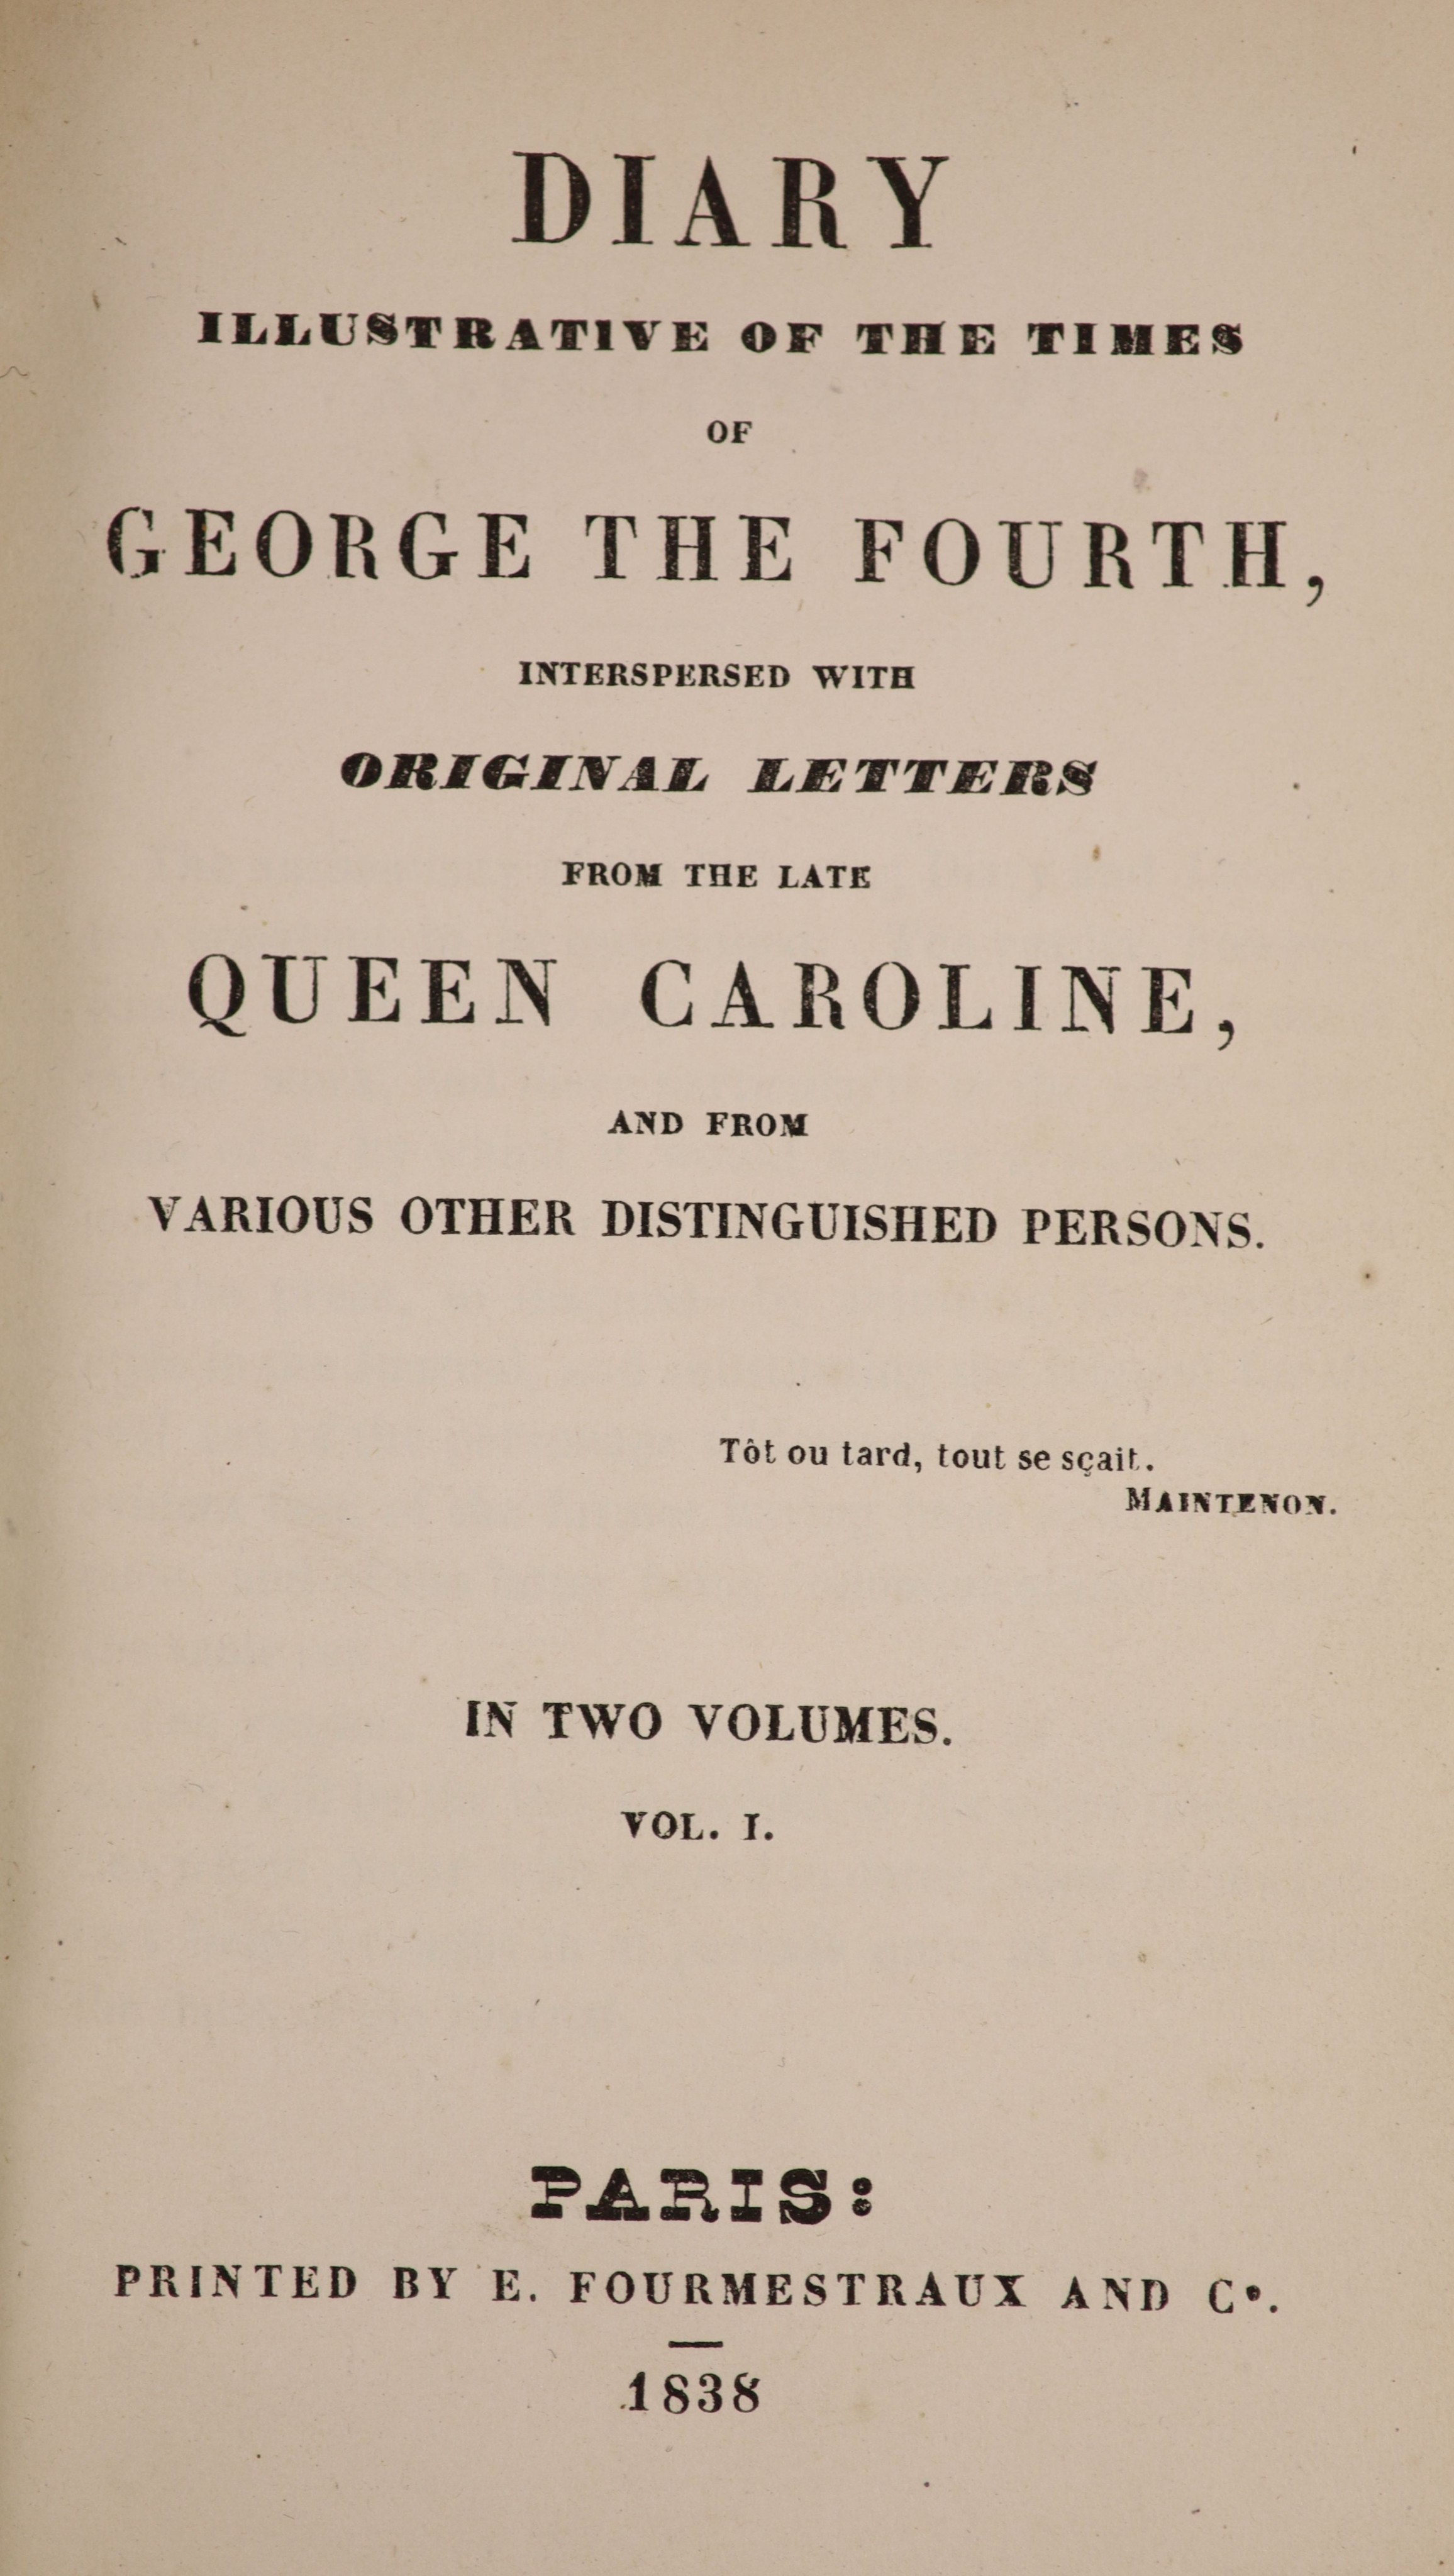 DIARY
ILLUSTRATIVE OF THE TIMES
OF
GEORGE THE FOURTH,
INTERSPERSED WITH
ORIGINAL LETTERS
FROM THE LATE
QUEEN CAROLINE,
AND FROM
VARIOUS OTHER DISTINGUISHED PERSONS.
Tôt ou tard, tout se sçait.
MAINTENON.
IN TWO VOLUMES.
VOL. I.
PARIS:
PRINTED BY E. FOURMESTRAUX AND Cº.
1838